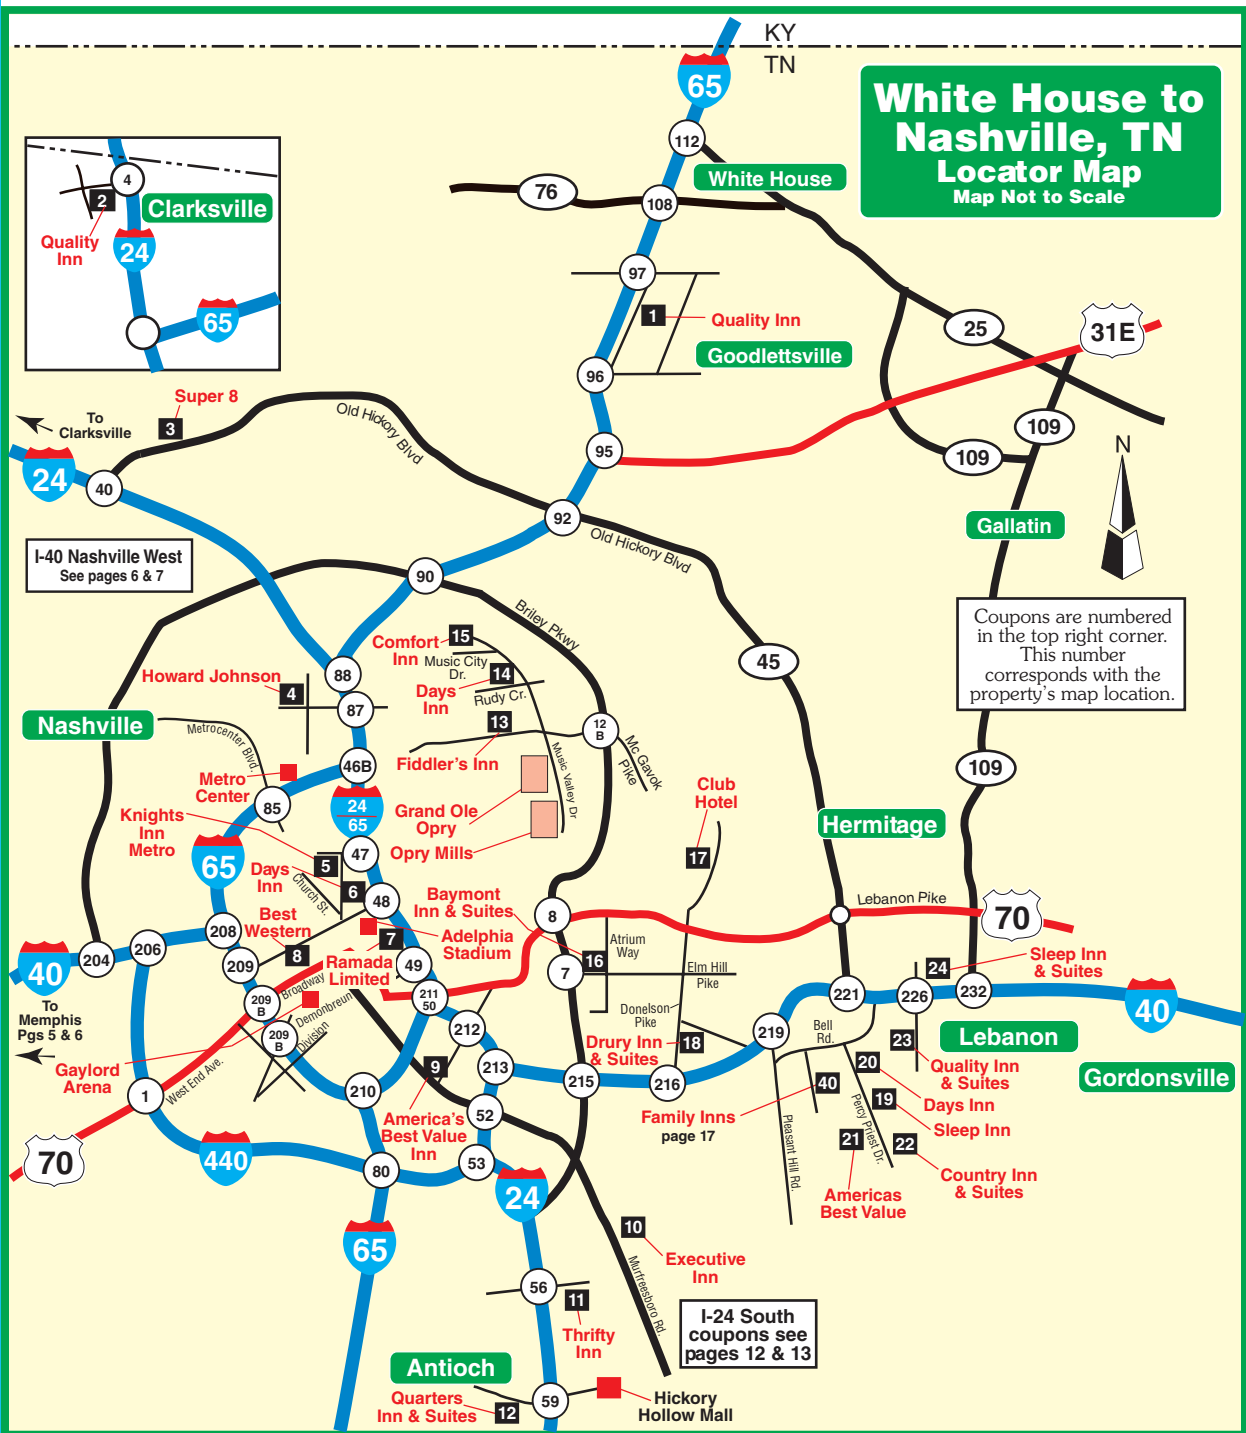 KY
TN
65
White House to
Nashville, TN
Locator Map
Map Not to Scale
112
White House
76
108
4
2
Clarksville
Quality
Inn
24
65
97
1
Quality Inn
Goodlettsville
96
25
31E
Super 8
3
To
Clarksville
Old Hickory Blvd
95
109
109
N
24
40
92
Old Hickory Blvd
Gallatin
I-40 Nashville West
See pages 6 & 7
90
Briley Pkwy
Coupons are numbered
in the top right corner.
This number
corresponds with the
property's map location.
45
Comfort
Inn
15
Music City
Dr.
14
Days
Inn
Rudy Cr.
Howard Johnson
4
88
87
Nashville
Metrocenter Blvd.
13
Fiddler's Inn
12
B
Mc Gavok
Pike
Music Valley Dr
109
46B
Metro
Center
85
24
65
Grand Ole
Opry
Opry Mills
Club
Hotel
17
Hermitage
Knights
Inn
Metro
65
47
5
Days
Inn
6
Church St.
48
Baymont
Inn & Suites
8
Lebanon Pike
70
Best
Western
8
7
Adelphia
Stadium
208
206
204
209
Ramada
Limited
49
Atrium
Way
16
7
Elm Hill
Pike
Sleep Inn
& Suites
24
40
To
Memphis
Pgs 5 & 6
209
B
Broadway
Demonbreun
Division
209
B
211
50
212
Donelson
Pike
221
226
232
40
219
Bell
Rd.
Drury Inn
& Suites
18
23
Lebanon
Gordonsville
Quality Inn
& Suites
20
Days Inn
19
Sleep Inn
Gaylord
Arena
West End Ave.
1
210
9
213
215
216
40
Family Inns
page 17
52
America's
Best Value
Inn
Percy Priest Dr.
21
22
Country Inn
& Suites
Americas
Best Value
Pleasant Hill Rd.
70
440
80
53
24
65
10
Executive
Inn
Murfreesboro Rd.
56
11
Thrifty
Inn
I-24 South
coupons see
pages 12 & 13
Antioch
Quarters
Inn & Suites
12
59
Hickory
Hollow Mall